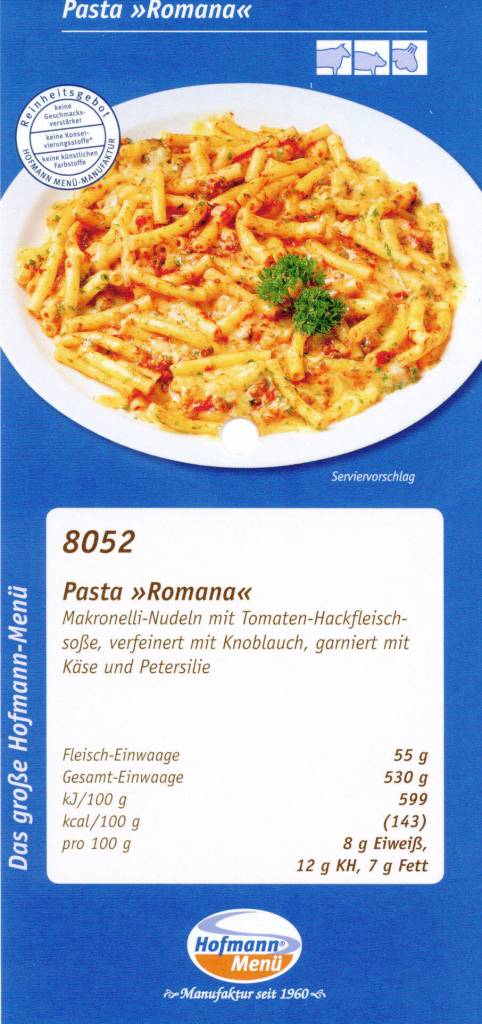 Pasta »Romana«
Reinheitsgebot
keine
Geschmacks-
verstärker
keine Konser-
vierungsstoffe*
keine künstlichen
Farbstoffe
HOFMANN MENÜ-MANUFAKTUR
Serviervorschlag
8052
Pasta »Romana«
Makronelli-Nudeln mit Tomaten-Hackfleisch-
soße, verfeinert mit Knoblauch, garniert mit
Käse und Petersilie
Fleisch-Einwaage 55 g
Gesamt-Einwaage 530 g
kJ/100 g 599
kcal/100 g (143)
pro 100 g 8 g Eiweiß,
12 g KH, 7 g Fett
Das große Hofmann-Menü
Hofmann®
Menü
Manufaktur seit 1960